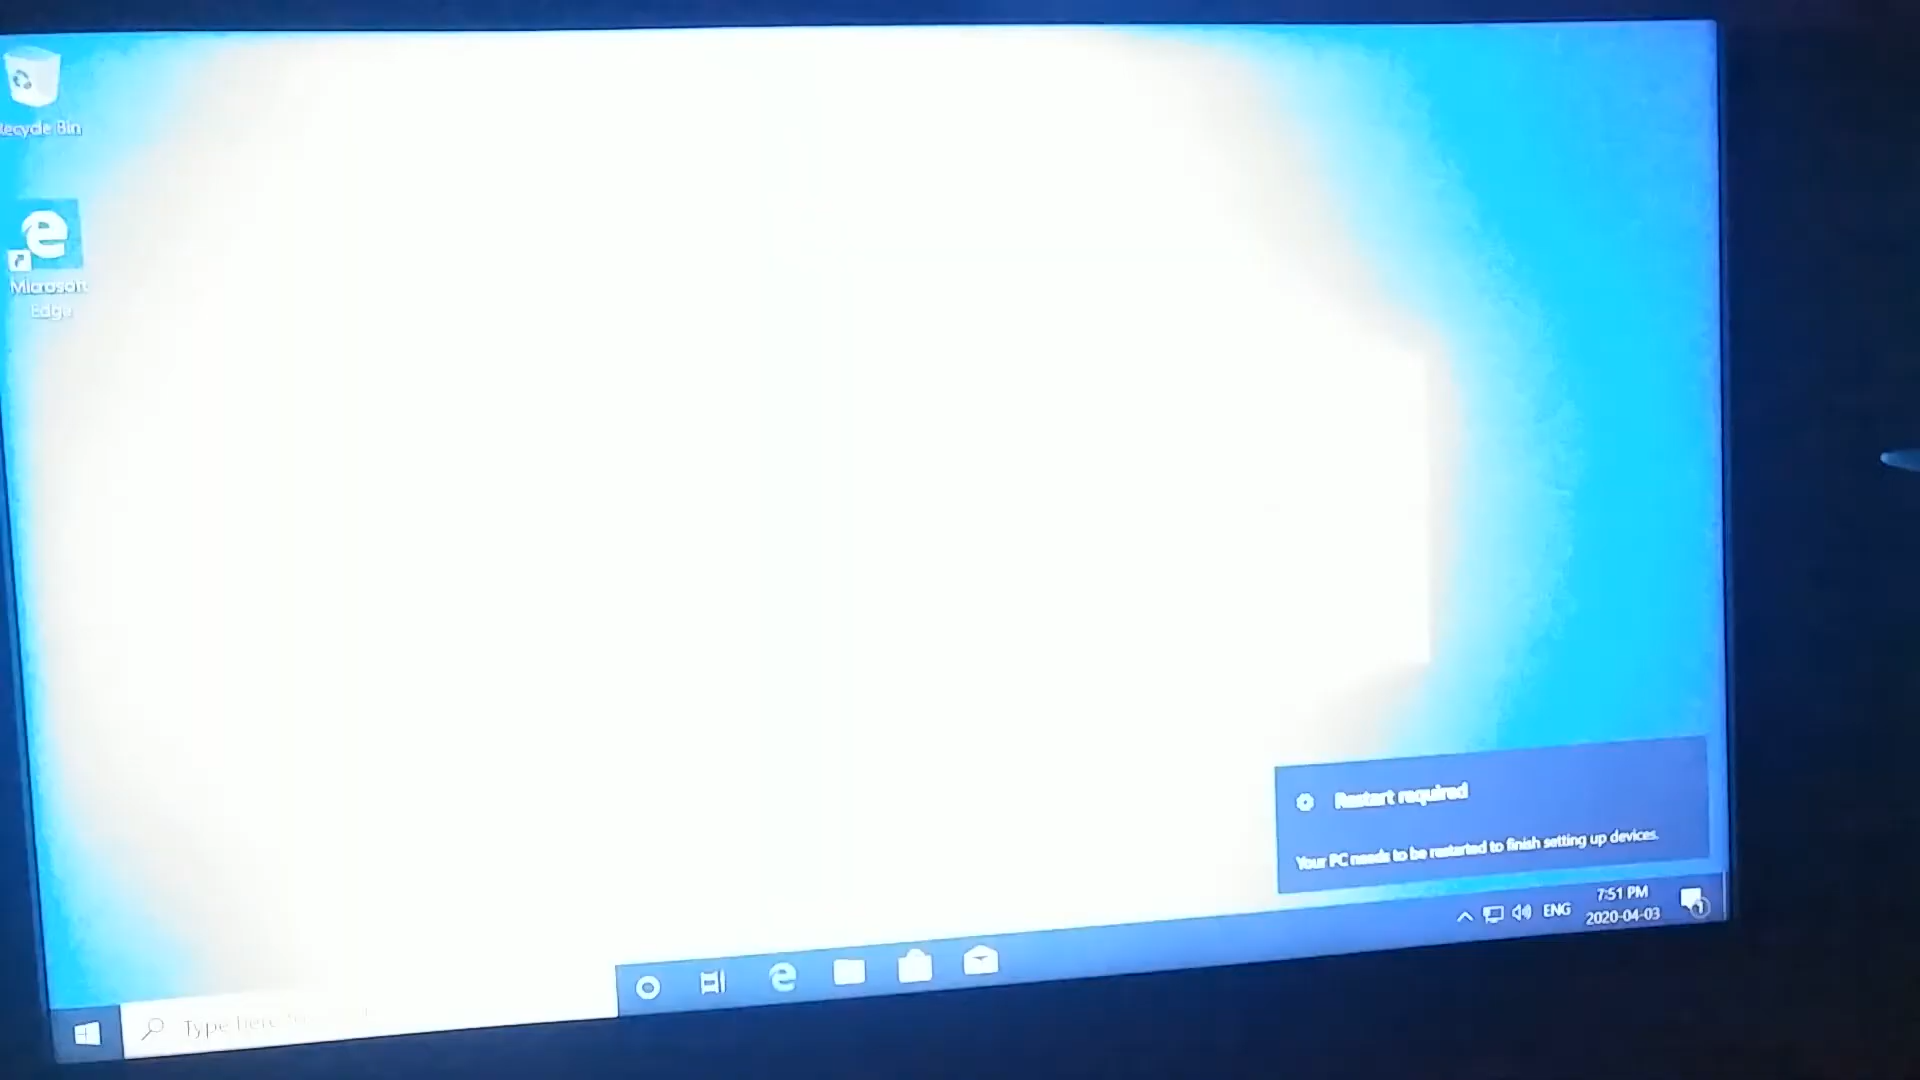 Recycle Bin
Microsoft
Edge
Restart required
Your PC needs to be restarted to finish setting up devices.
7:51 PM
ENG
2020-04-03
1
Type here